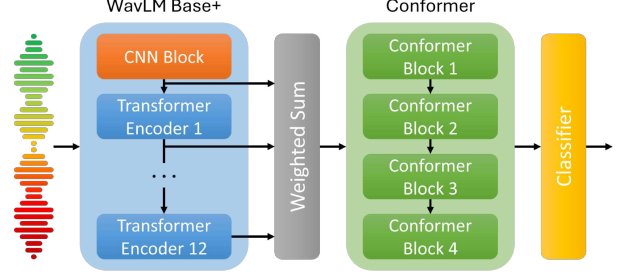 WavLM Base+
Conformer
CNN Block
Transformer
Encoder 1
...
Transformer
Encoder 12
Weighted Sum
Conformer
Block 1
Conformer
Block 2
Conformer
Block 3
Conformer
Block 4
Classifier